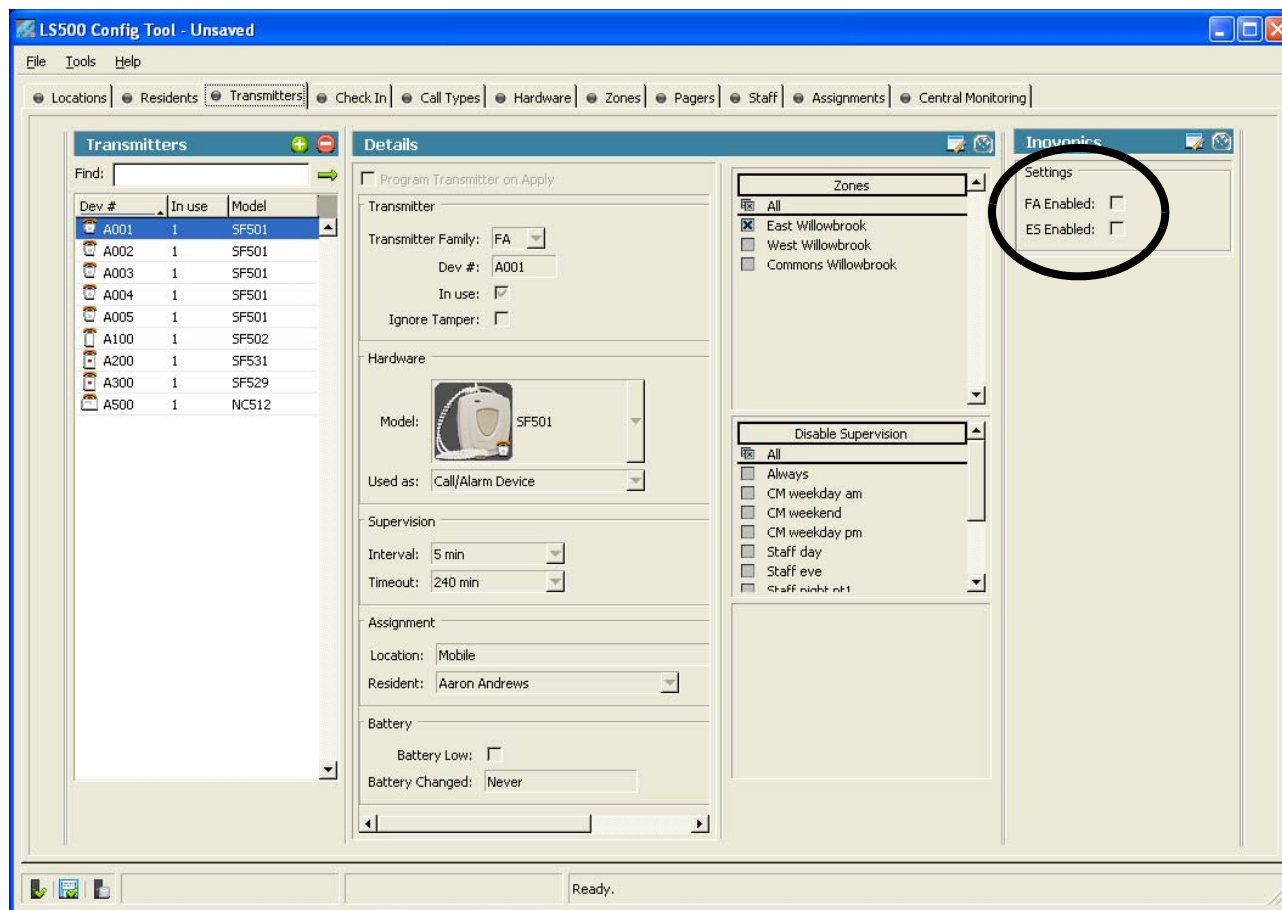 LS500 Config Tool - Unsaved
File Tools Help
Locations Residents Transmitters Check In Call Types Hardware Zones Pagers Staff Assignments Central Monitoring
Transmitters
Find:
Dev # In use Model
A001 1 SF501
A002 1 SF501
A003 1 SF501
A004 1 SF501
A005 1 SF501
A100 1 SF502
A200 1 SF531
A300 1 SF529
A500 1 NC512
Details
Program Transmitter on Apply
Transmitter
Transmitter Family: FA
Dev #: A001
In use:
Ignore Tamper:
Hardware
Model: SF501
Used as: Call/Alarm Device
Supervision
Interval: 5 min
Timeout: 240 min
Assignment
Location: Mobile
Resident: Aaron Andrews
Battery
Battery Low:
Battery Changed: Never
Zones
All
East Willowbrook
West Willowbrook
Commons Willowbrook
Disable Supervision
All
Always
CM weekday am
CM weekend
CM weekday pm
Staff day
Staff eve
Staff night pt1
Inovonics
Settings
FA Enabled:
ES Enabled:
Ready.